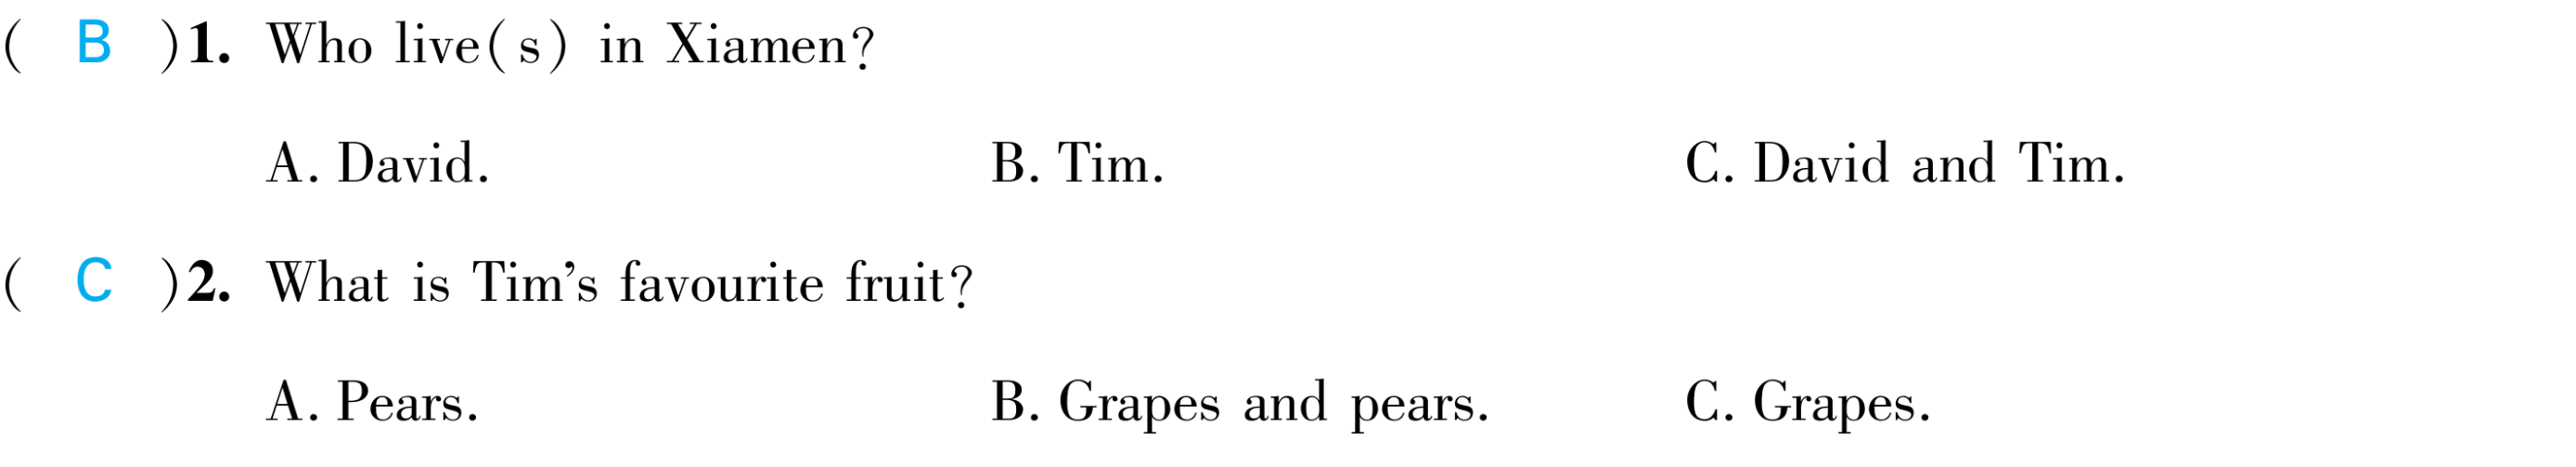 ( B )1. Who live(s) in Xiamen?
A. David. B. Tim. C. David and Tim.
( C )2. What is Tim’s favourite fruit?
A. Pears. B. Grapes and pears. C. Grapes.